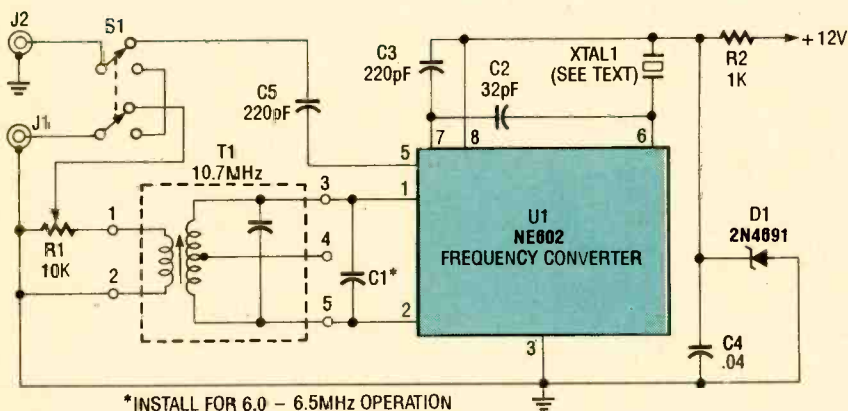 J2
S1
C5
220pF
C3
220pF
C2
32pF
XTAL1
(SEE TEXT)
R2
1K
+12V
J1
T1
10.7MHz
R1
10K
1
2
3
4
5
C1*
5
7
8
6
1
2
3
U1
NE602
FREQUENCY CONVERTER
D1
2N4691
C4
.04
*INSTALL FOR 6.0 – 6.5MHz OPERATION